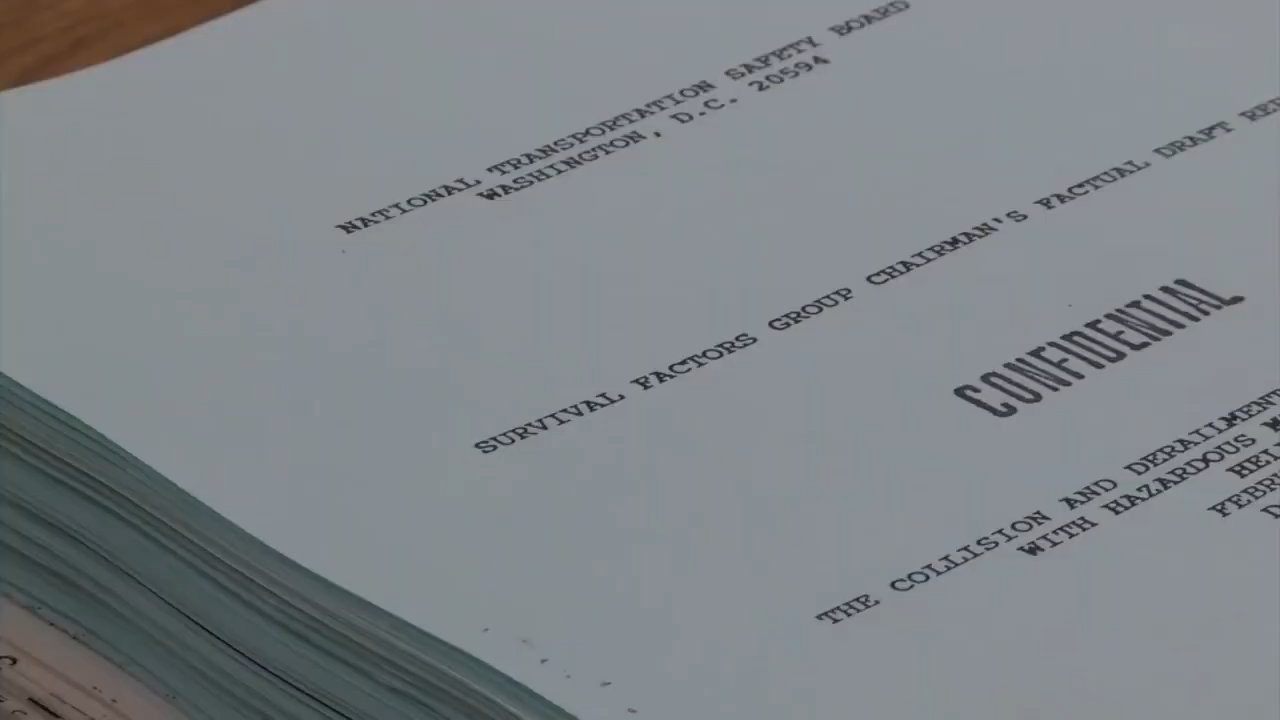 NATIONAL TRANSPORTATION SAFETY BOARD
WASHINGTON, D.C. 20594
SURVIVAL FACTORS GROUP CHAIRMAN'S FACTUAL DRAFT
CONFIDENTIAL
THE COLLISION AND DERAILMENT
WITH HAZARDOUS